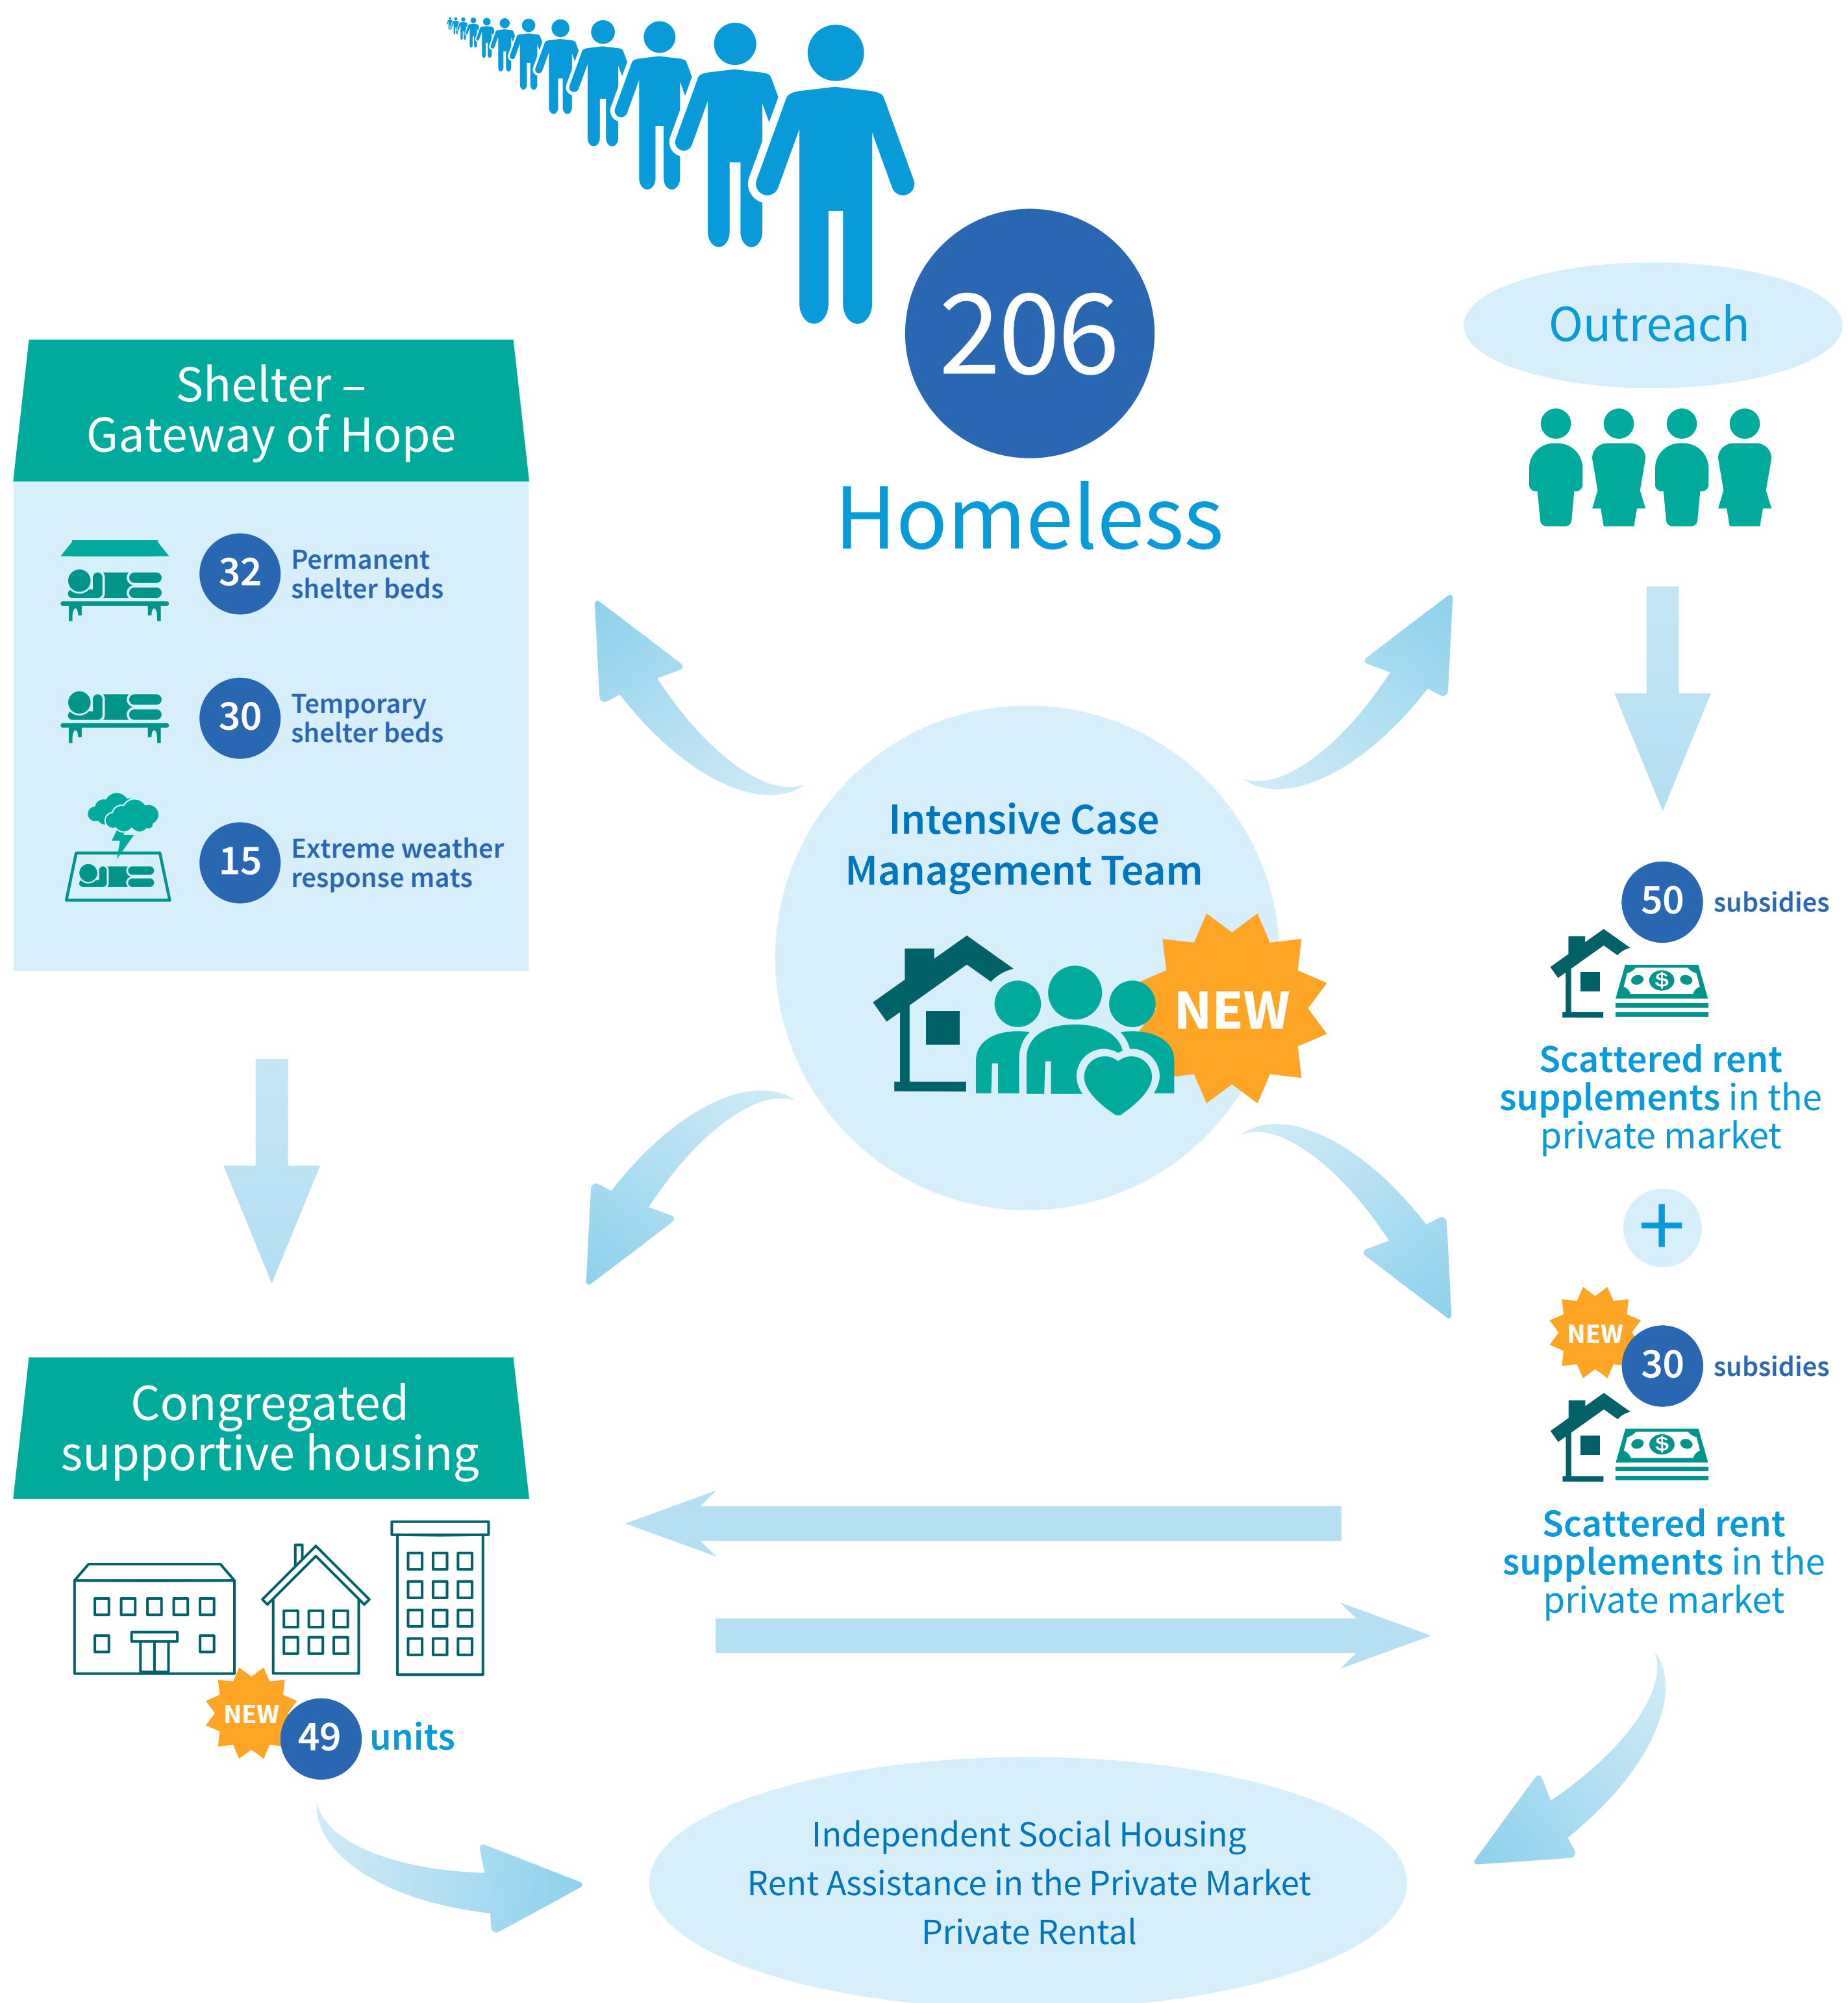 206
Homeless
Outreach
Shelter –
Gateway of Hope
32
Permanent
shelter beds
30
Temporary
shelter beds
15
Extreme weather
response mats
Intensive Case
Management Team
NEW
50
subsidies
$
Scattered rent
supplements in the
private market
+
NEW
30
subsidies
$
Scattered rent
supplements in the
private market
Congregated
supportive housing
NEW
49
units
Independent Social Housing
Rent Assistance in the Private Market
Private Rental